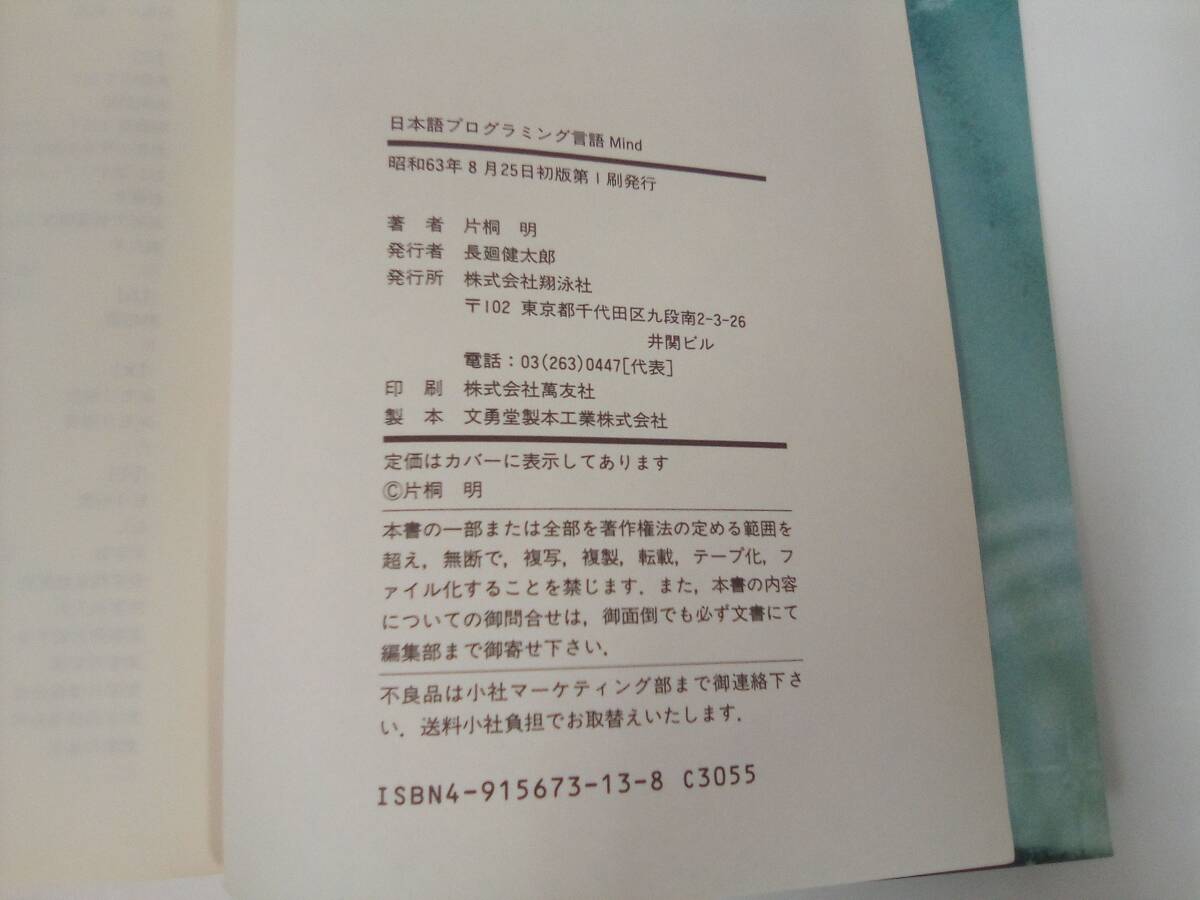 日本語プログラミング言語 Mind
昭和63年8月25日初版第1刷発行
著 者 片桐 明
発行者 長廻健太郎
発行所 株式会社翔泳社
〒102 東京都千代田区九段南2-3-26
井関ビル
電話：03(263)0447[代表]
印 刷 株式会社萬友社
製 本 文勇堂製本工業株式会社
定価はカバーに表示してあります
©片桐 明
本書の一部または全部を著作権法の定める範囲を
超え，無断で，複写，複製，転載，テープ化，フ
ァイル化することを禁じます．また，本書の内容
についての御問合せは，御面倒でも必ず文書にて
編集部まで御寄せ下さい．
不良品は小社マーケティング部まで御連絡下さ
い．送料小社負担でお取替えいたします．
ISBN4-915673-13-8 C3055